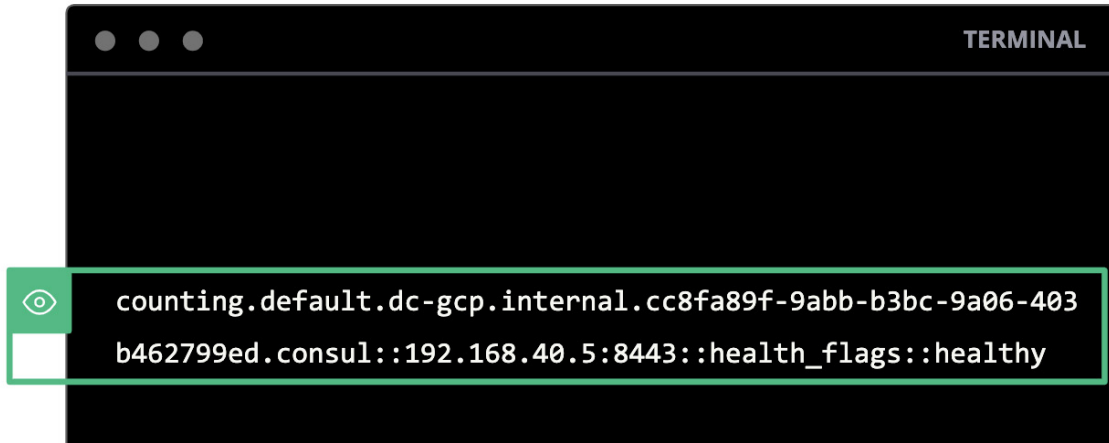 TERMINAL
counting.default.dc-gcp.internal.cc8fa89f-9abb-b3bc-9a06-403
b462799ed.consul::192.168.40.5:8443::health_flags::healthy